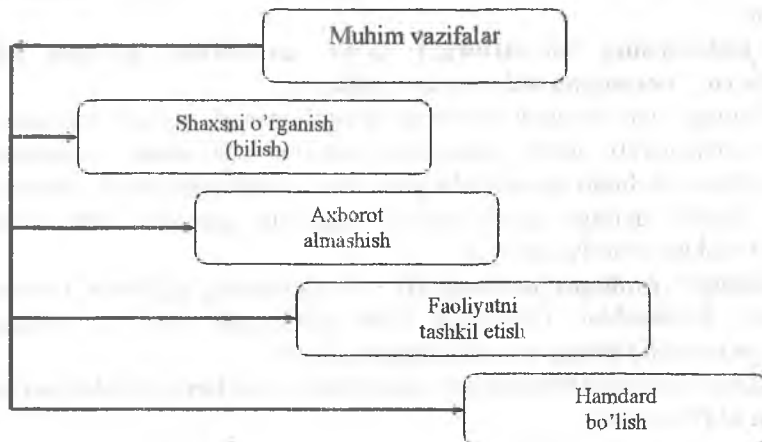 Muhim vazifalar
Shaxsni o’rganish
(bilish)
Axborot
almashish
Faoliyatni
tashkil etish
Hamdard
bo’lish